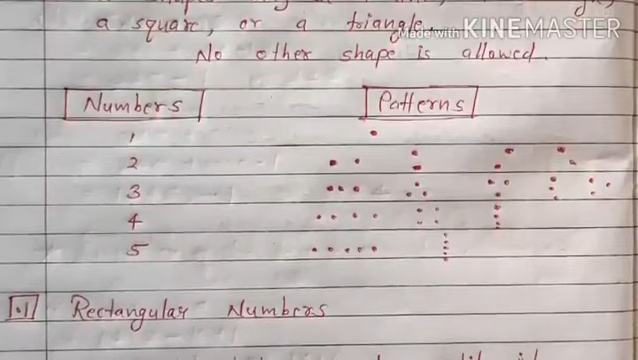 a square, or a triangle.
Made with KINEMASTER
No other shape is allowed.
Numbers Patterns
1
2
3
4
5
1.1 Rectangular Numbers